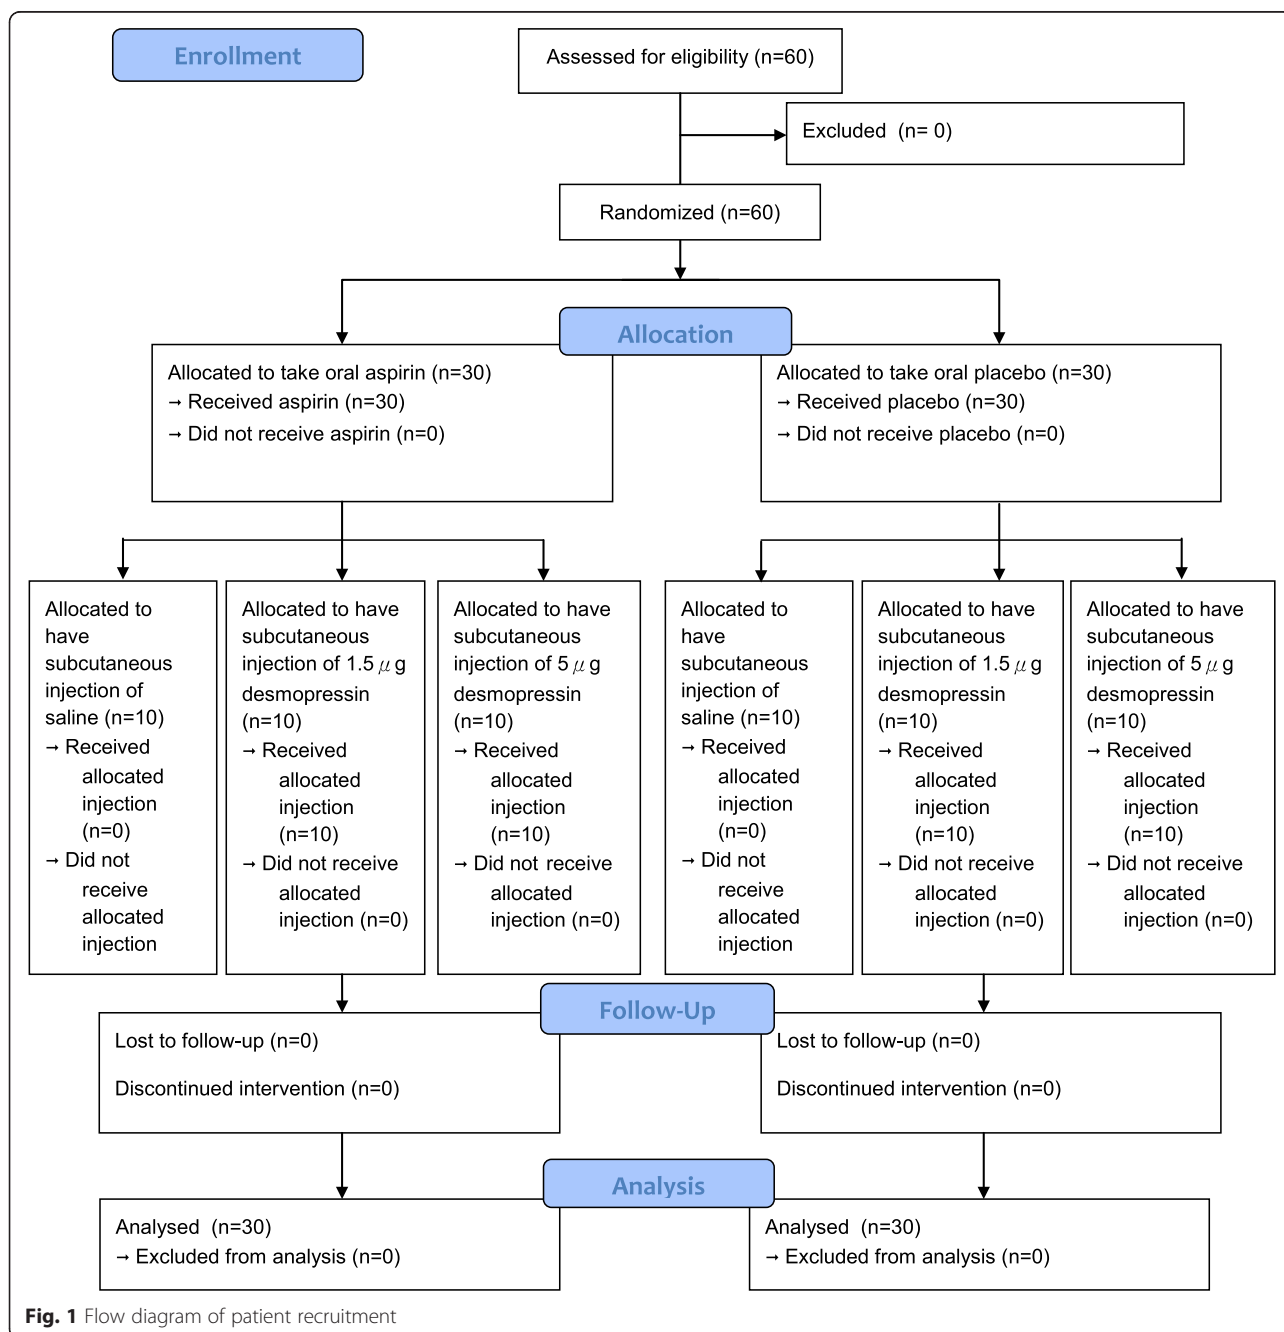 Enrollment
Assessed for eligibility (n=60)
Excluded  (n= 0)
Randomized (n=60)
Allocation
Allocated to take oral aspirin (n=30)
→ Received aspirin (n=30)
→ Did not receive aspirin (n=0)
Allocated to take oral placebo (n=30)
→ Received placebo (n=30)
→ Did not receive placebo (n=0)
Allocated to
have
subcutaneous
injection of
saline (n=10)
→ Received
allocated
injection
(n=0)
→ Did not
receive
allocated
injection
Allocated to have
subcutaneous
injection of 1.5 μg
desmopressin
(n=10)
→ Received
allocated
injection
(n=10)
→ Did not receive
allocated
injection (n=0)
Allocated to have
subcutaneous
injection of 5 μg
desmopressin
(n=10)
→ Received
allocated
injection
(n=10)
→ Did not receive
allocated
injection (n=0)
Allocated to
have
subcutaneous
injection of
saline (n=10)
→ Received
allocated
injection
(n=0)
→ Did not
receive
allocated
injection
Allocated to have
subcutaneous
injection of 1.5 μg
desmopressin
(n=10)
→ Received
allocated
injection
(n=10)
→ Did not receive
allocated
injection (n=0)
Allocated to have
subcutaneous
injection of 5 μg
desmopressin
(n=10)
→ Received
allocated
injection
(n=10)
→ Did not receive
allocated
injection (n=0)
Follow-Up
Lost to follow-up (n=0)
Discontinued intervention (n=0)
Lost to follow-up (n=0)
Discontinued intervention (n=0)
Analysis
Analysed  (n=30)
→ Excluded from analysis (n=0)
Analysed  (n=30)
→ Excluded from analysis (n=0)
Fig. 1 Flow diagram of patient recruitment